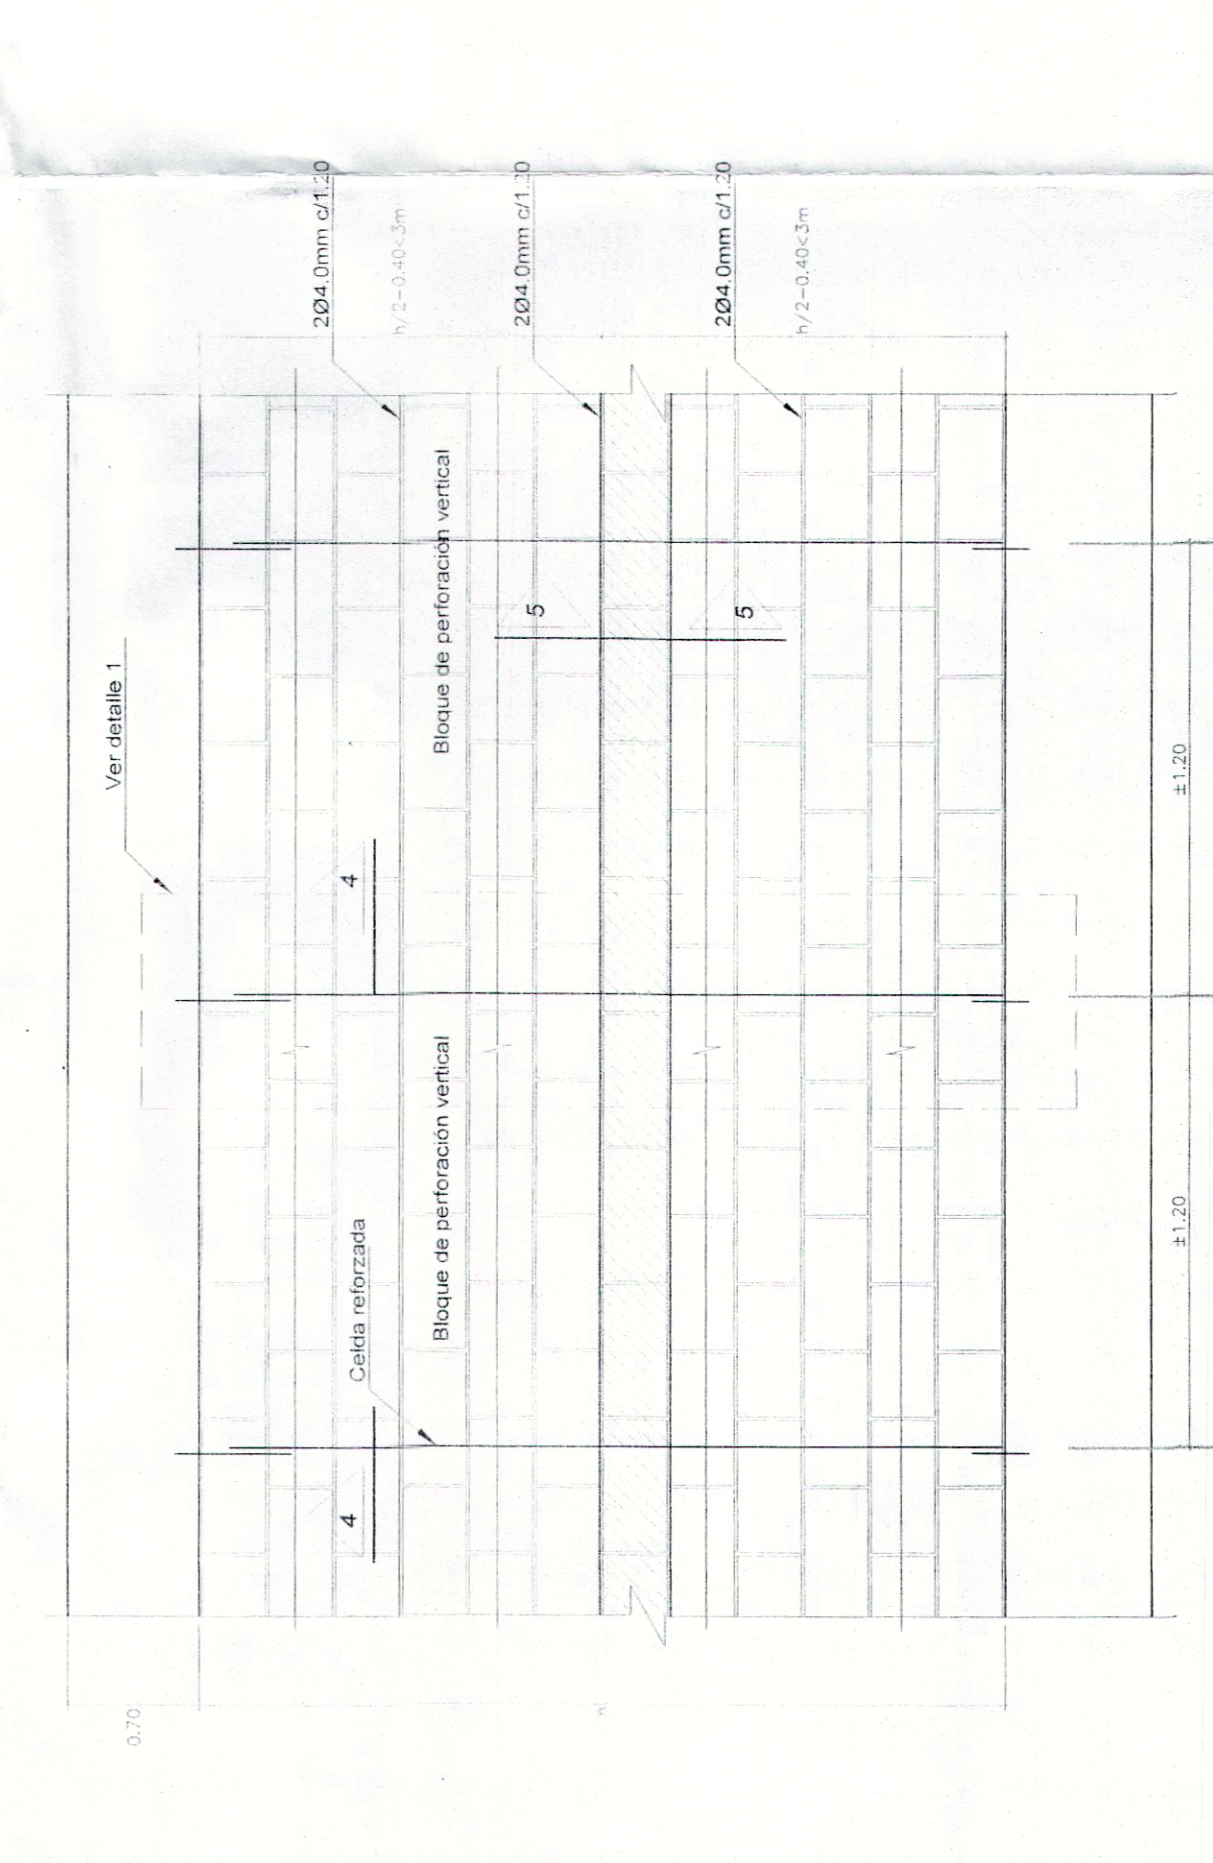 0.70
Ver detalle 1
4
Celda reforzada
4
Bloque de perforación vertical
Bloque de perforación vertical
2Ø4.0mm c/1.20
h/2-0.40<3m
5
2Ø4.0mm c/1.20
5
2Ø4.0mm c/1.20
h/2-0.40<3m
±1.20
±1.20